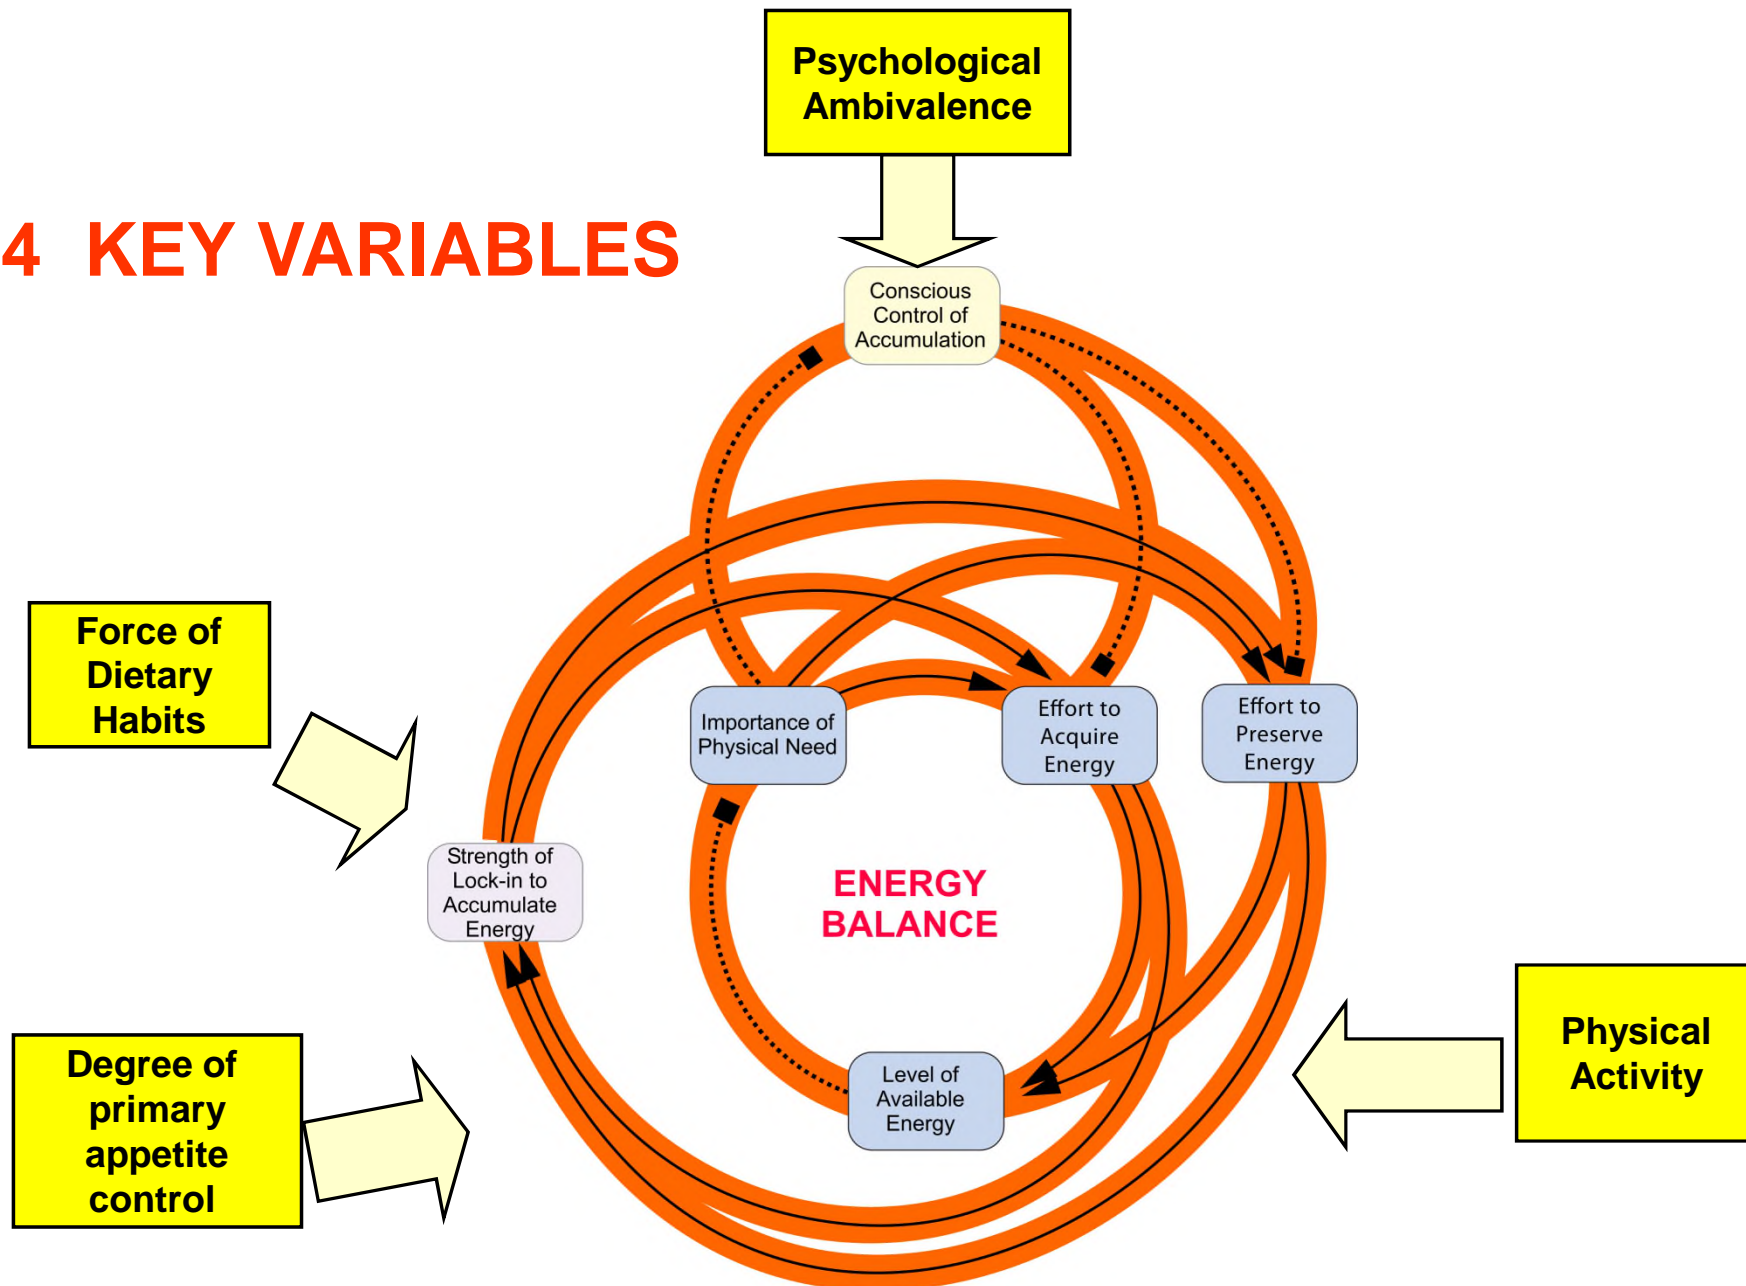 Psychological
Ambivalence
4 KEY VARIABLES
Conscious
Control of
Accumulation
Force of
Dietary
Habits
Importance of
Physical Need
Effort to
Acquire
Energy
Effort to
Preserve
Energy
Strength of
Lock-in to
Accumulate
Energy
ENERGY
BALANCE
Physical
Activity
Degree of
primary
appetite
control
Level of
Available
Energy